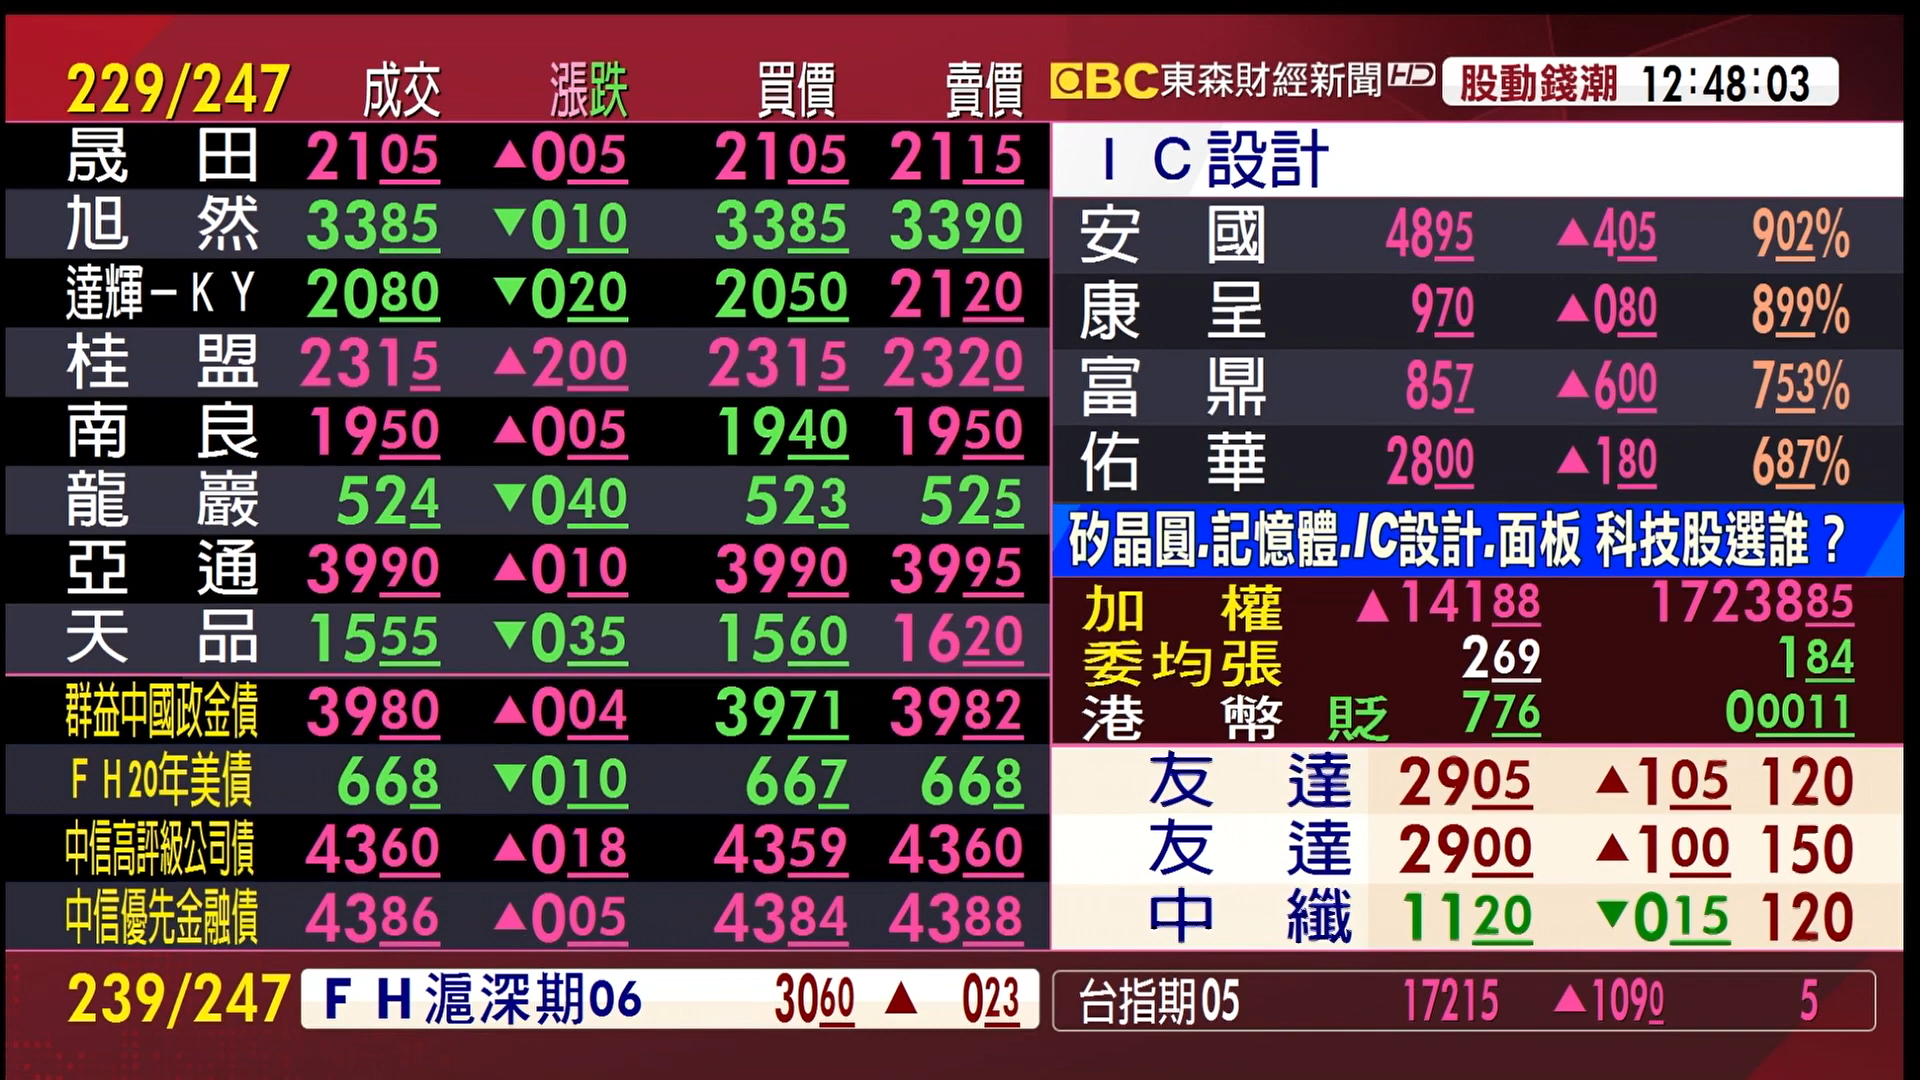 229/247 成交 漲跌 買價 賣價
EBC東森財經新聞HD 股動錢潮 12:48:03
晟田 2105 ▲005 2105 2115
旭然 3385 ▼010 3385 3390
達輝－KY 2080 ▼020 2050 2120
桂盟 2315 ▲200 2315 2320
南良 1950 ▲005 1940 1950
龍巖 524 ▼040 523 525
亞通 3990 ▲010 3990 3995
天品 1555 ▼035 1560 1620
群益中國政金債 3980 ▲004 3971 3982
FH20年美債 668 ▼010 667 668
中信高評級公司債 4360 ▲018 4359 4360
中信優先金融債 4386 ▲005 4384 4388
239/247 FH滬深期06 3060 ▲ 023
IC設計
安國 4895 ▲405 902%
康呈 970 ▲080 899%
富鼎 857 ▲600 753%
佑華 2800 ▲180 687%
矽晶圓.記憶體.IC設計.面板 科技股選誰？
加權 ▲14188 1723885
委均張 269 184
港幣 貶 776 00011
友達 2905 ▲105 120
友達 2900 ▲100 150
中纖 1120 ▼015 120
台指期05 17215 ▲1090 5